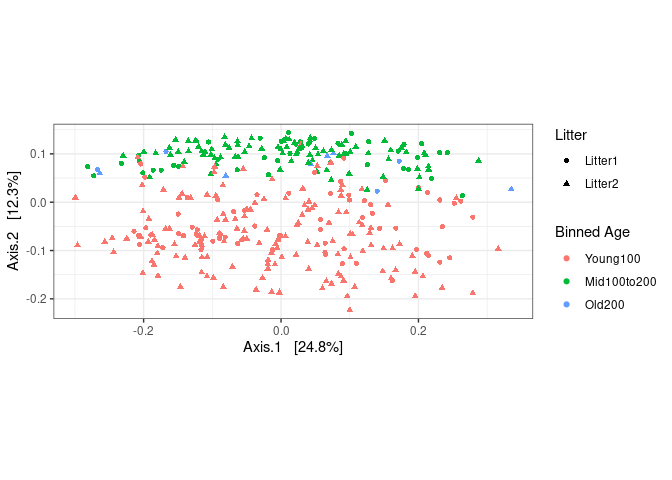 0.1
0.0
-0.1
-0.2
Axis.2 [12.3%]
-0.2
0.0
0.2
Axis.1 [24.8%]
Litter
Litter1
Litter2
Binned Age
Young100
Mid100to200
Old200